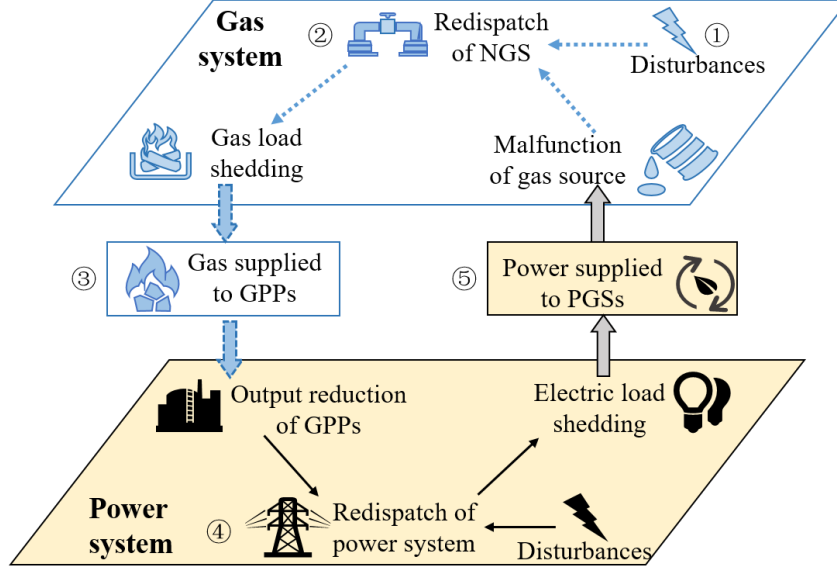 Gas
system
②
Redispatch
of NGS
①
Disturbances
Gas load
shedding
Malfunction
of gas source
③
Gas supplied
to GPPs
⑤
Power supplied
to PGSs
Output reduction
of GPPs
Electric load
shedding
Power
system
④
Redispatch of
power system
Disturbances